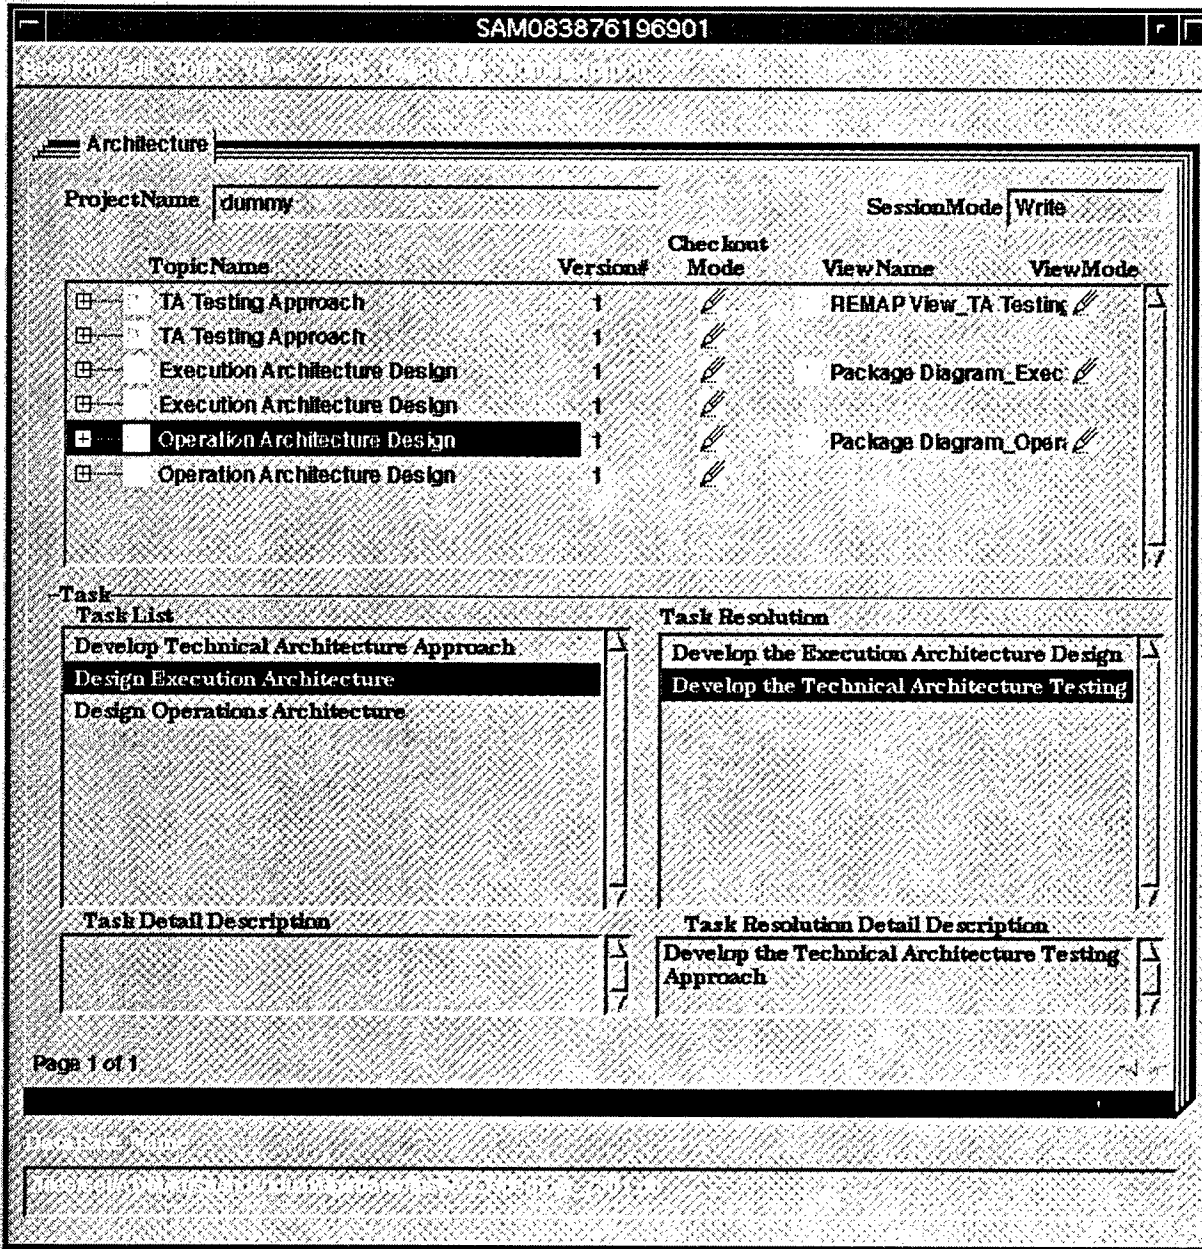 SAM083876196901
Architecture
ProjectName dummy SessionMode Write
Checkout
TopicName Version# Mode ViewName ViewMode
TA Testing Approach 1 REMAP View_TA Testing
TA Testing Approach 1
Execution Architecture Design 1 Package Diagram_Exec
Execution Architecture Design 1
Operation Architecture Design 1 Package Diagram_Oper
Operation Architecture Design 1
Task
Task List Task Resolution
Develop Technical Architecture Approach Develop the Execution Architecture Design
Design Execution Architecture Develop the Technical Architecture Testing
Design Operations Architecture
Task Detail Description Task Resolution Detail Description
Develop the Technical Architecture Testing
Approach
Page 1 of 1